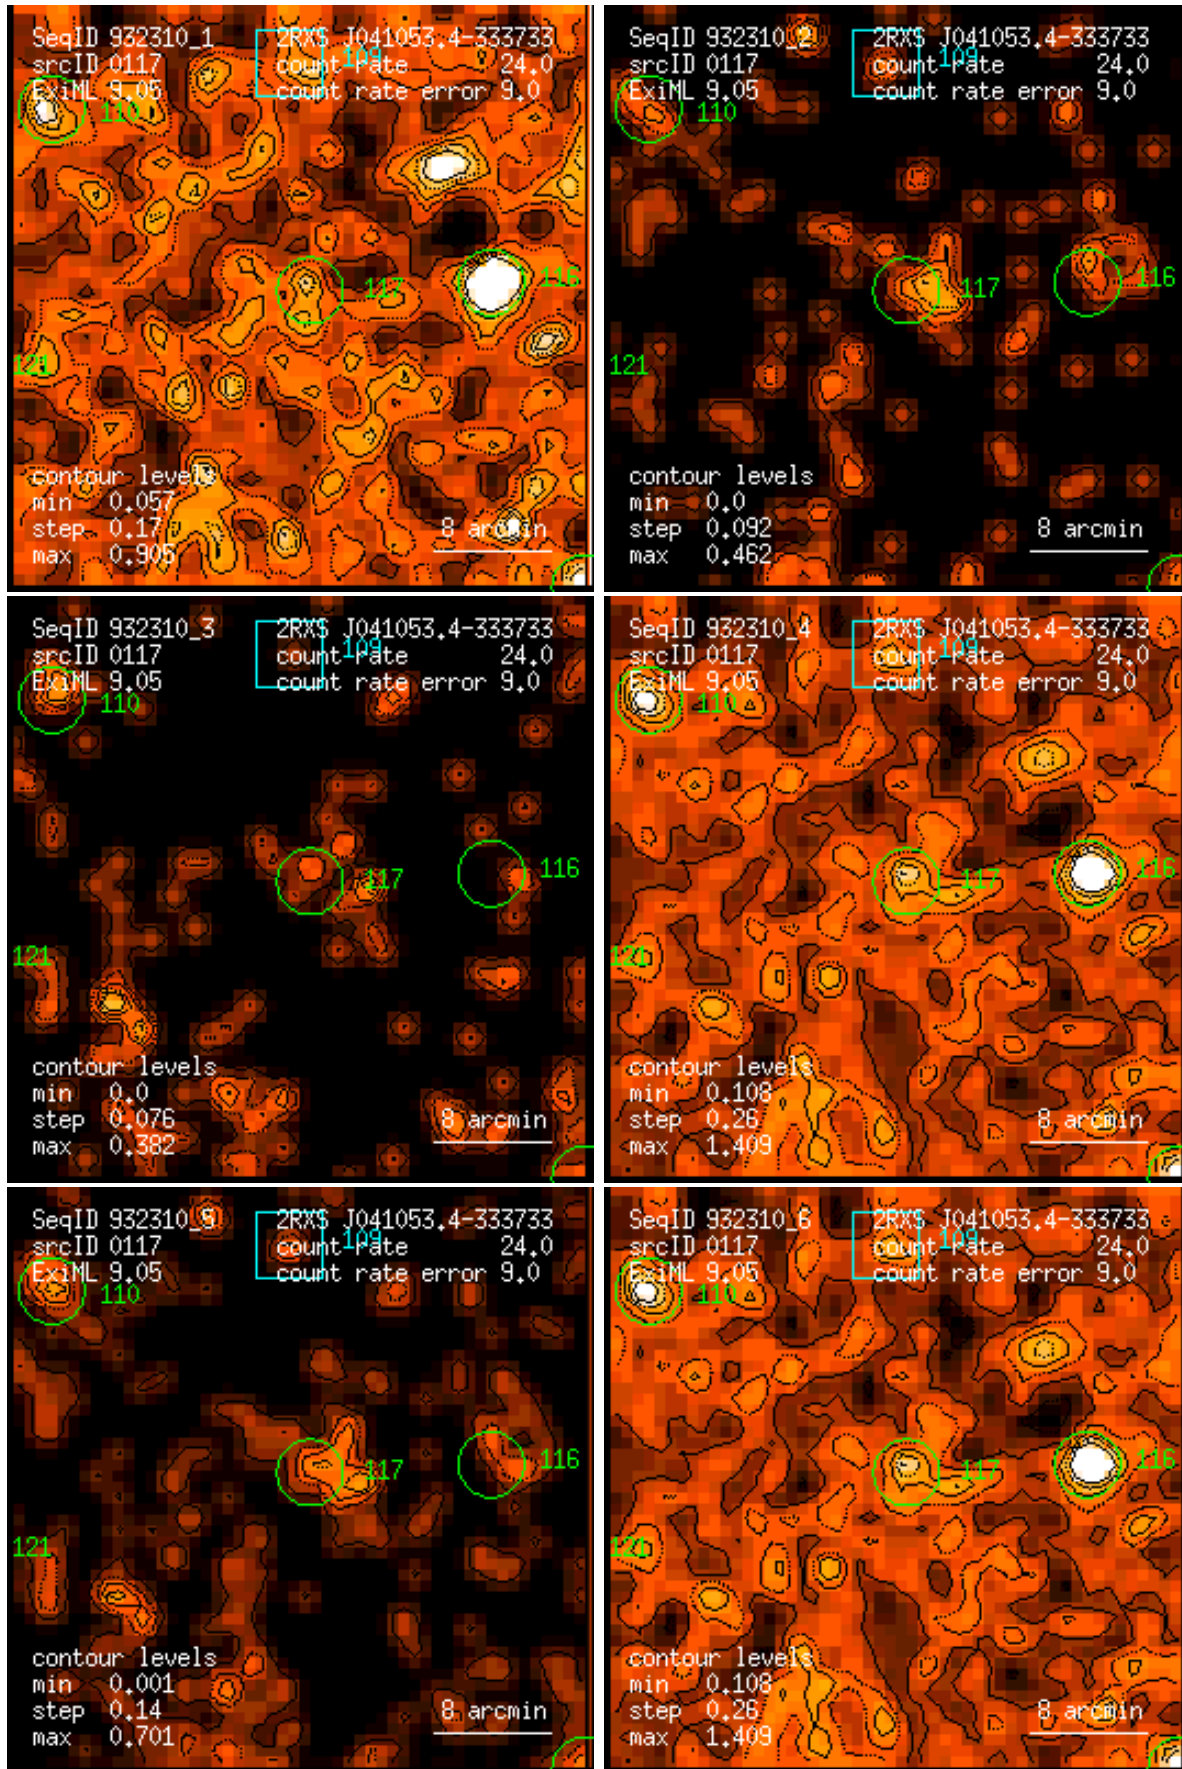 SeqID 932310_1 2RXS J041053.4-333733
srcID 0117 count rate 24.0
ExiML 9.05 count rate error 9.0
109
110
117
116
121
contour levels
min 0.057
step 0.17
max 0.905
8 arcmin
SeqID 932310_2 2RXS J041053.4-333733
srcID 0117 count rate 24.0
ExiML 9.05 count rate error 9.0
109
110
117
116
121
contour levels
min 0.0
step 0.092
max 0.462
8 arcmin
SeqID 932310_3 2RXS J041053.4-333733
srcID 0117 count rate 24.0
ExiML 9.05 count rate error 9.0
109
110
117
116
121
contour levels
min 0.0
step 0.076
max 0.382
8 arcmin
SeqID 932310_4 2RXS J041053.4-333733
srcID 0117 count rate 24.0
ExiML 9.05 count rate error 9.0
109
110
117
116
121
contour levels
min 0.108
step 0.26
max 1.409
8 arcmin
SeqID 932310_5 2RXS J041053.4-333733
srcID 0117 count rate 24.0
ExiML 9.05 count rate error 9.0
109
110
117
116
121
contour levels
min 0.001
step 0.14
max 0.701
8 arcmin
SeqID 932310_6 2RXS J041053.4-333733
srcID 0117 count rate 24.0
ExiML 9.05 count rate error 9.0
109
110
117
116
121
contour levels
min 0.108
step 0.26
max 1.409
8 arcmin